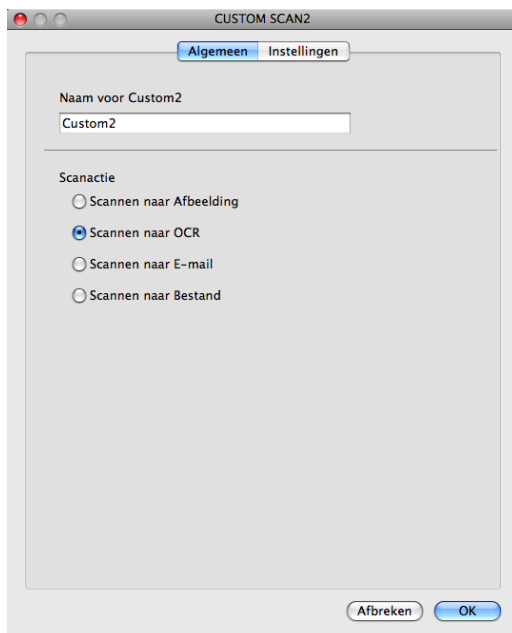 CUSTOM SCAN2
Algemeen Instellingen
Naam voor Custom2
Custom2
Scanactie
Scannen naar Afbeelding
Scannen naar OCR
Scannen naar E-mail
Scannen naar Bestand
Afbreken OK